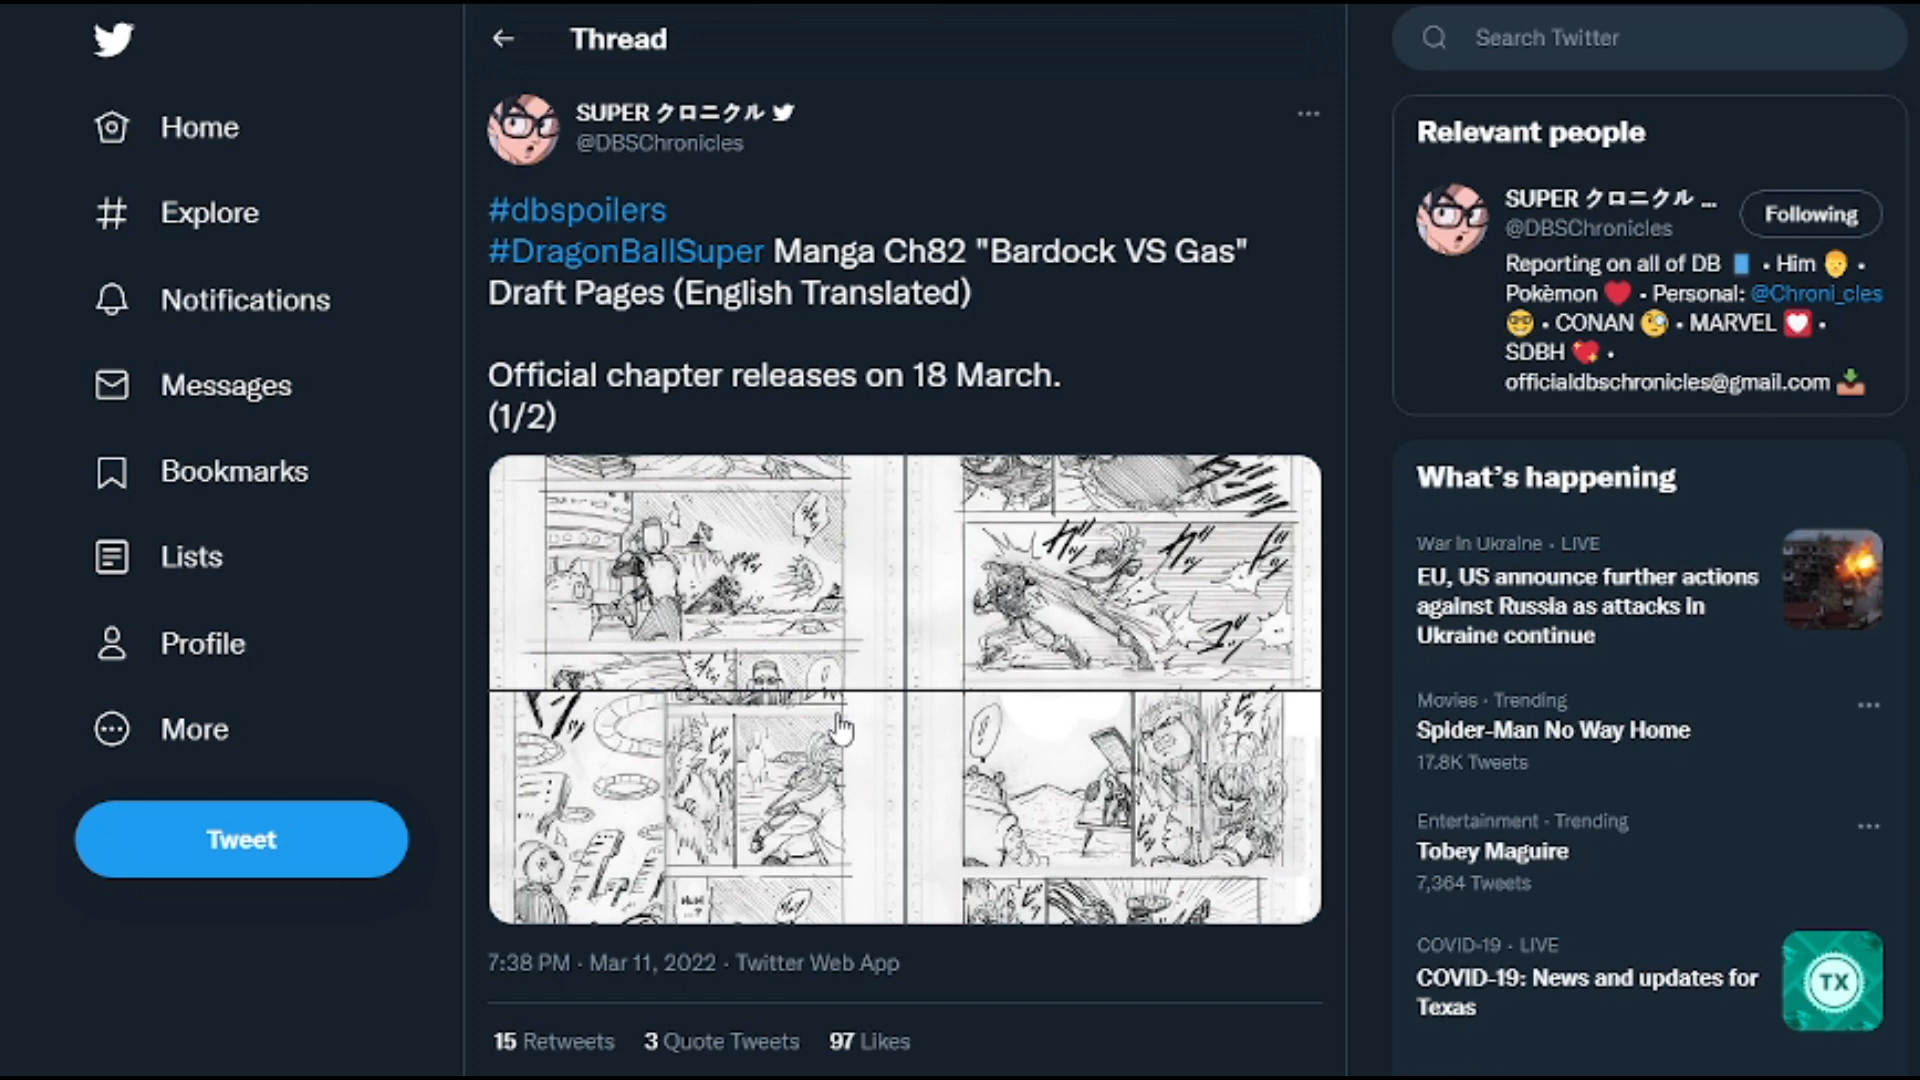 Home
Explore
Notifications
Messages
Bookmarks
Lists
Profile
More
Tweet
Thread
SUPER クロニクル
@DBSChronicles
#dbspoilers
#DragonBallSuper Manga Ch82 "Bardock VS Gas"
Draft Pages (English Translated)
Official chapter releases on 18 March.
(1/2)
7:38 PM · Mar 11, 2022 · Twitter Web App
15 Retweets 3 Quote Tweets 97 Likes
Search Twitter
Relevant people
SUPER クロニクル ...
@DBSChronicles
Following
Reporting on all of DB • Him •
Pokèmon • Personal: @Chroni_cles
• CONAN • MARVEL •
SDBH •
officialdbschronicles@gmail.com
What's happening
War in Ukraine · LIVE
EU, US announce further actions
against Russia as attacks in
Ukraine continue
Movies · Trending
Spider-Man No Way Home
17.8K Tweets
Entertainment · Trending
Tobey Maguire
7,364 Tweets
COVID-19 · LIVE
COVID-19: News and updates for
Texas
TX